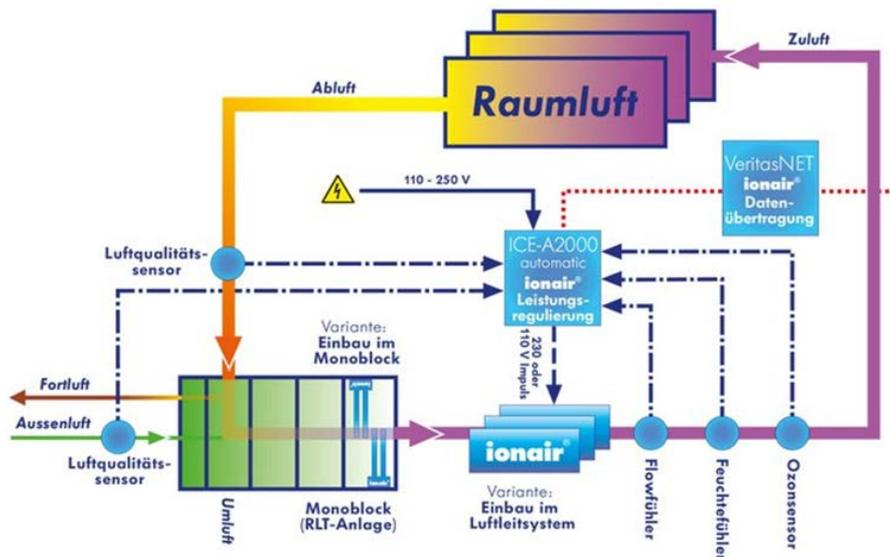 Zuluft
Abluft
Raumluft
VeritasNET
ionair®
Daten-
übertragung
110 - 250 V
ICE-A2000
automatic
ionair®
Leistungs-
regulierung
Luftqualitäts-
sensor
230 oder
110 V Impuls
Variante:
Einbau im
Monoblock
Fortluft
Aussenluft
Luftqualitäts-
sensor
ionair®
ionair®
ionair®
Umluft
Monoblock
(RLT-Anlage)
Variante:
Einbau im
Luftleitsystem
Flowfühler
Feuchtefühler
Ozonsensor